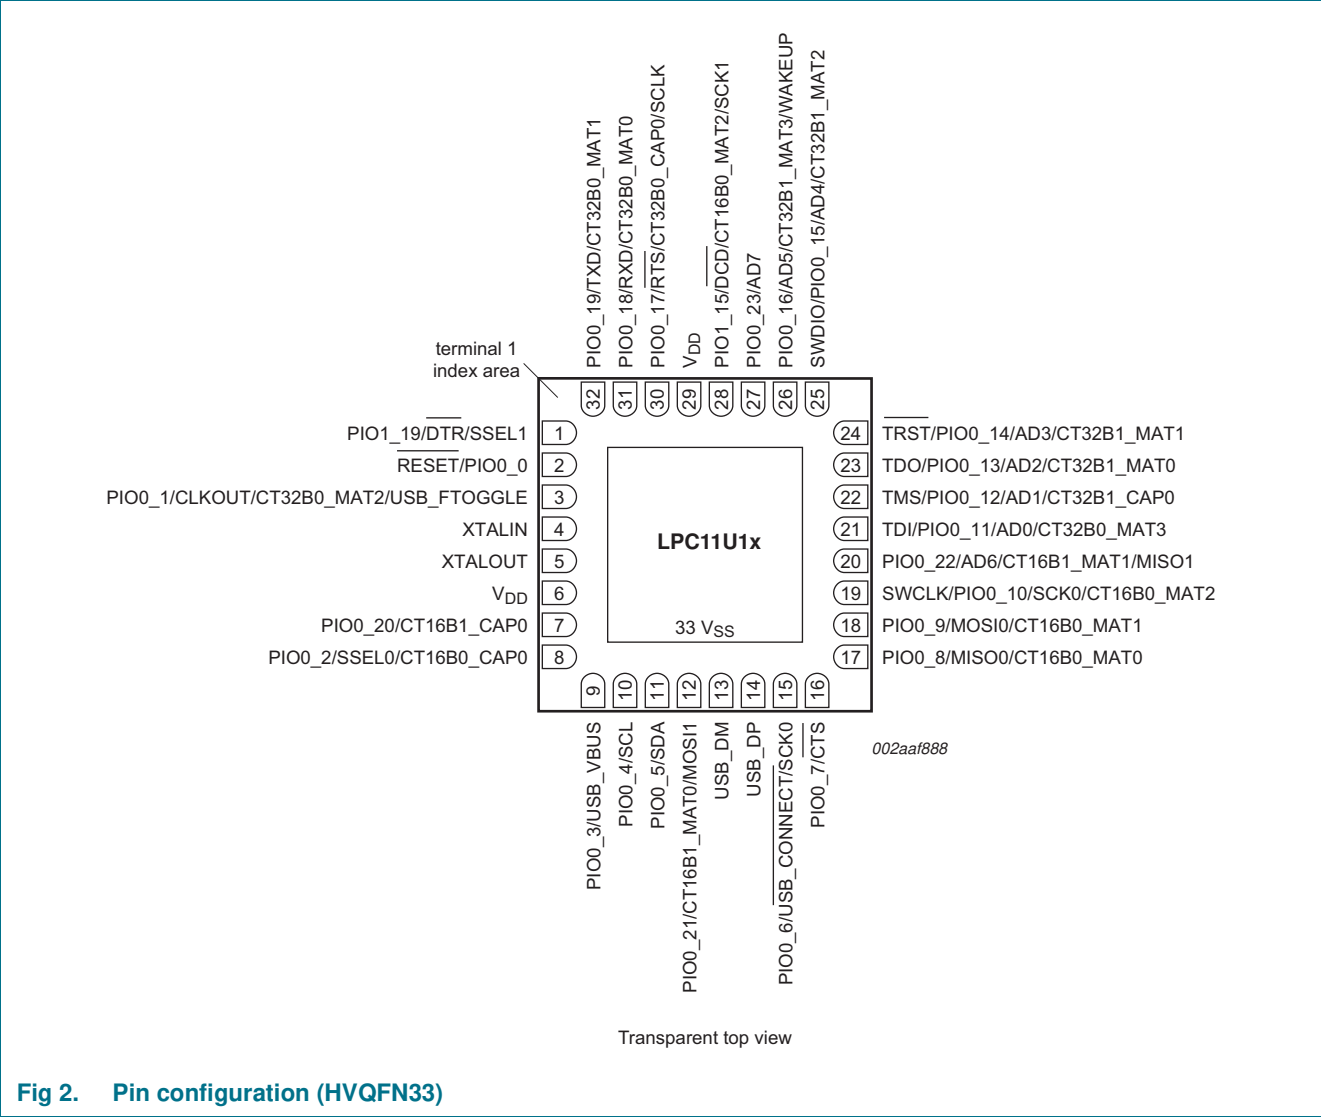 PIO0_19/TXD/CT32B0_MAT1
PIO0_18/RXD/CT32B0_MAT0
PIO0_17/RTS/CT32B0_CAP0/SCLK
VDD
PIO1_15/DCD/CT16B0_MAT2/SCK1
PIO0_23/AD7
PIO0_16/AD5/CT32B1_MAT3/WAKEUP
SWDIO/PIO0_15/AD4/CT32B1_MAT2
terminal 1
index area
32 31 30 29 28 27 26 25
PIO1_19/DTR/SSEL1 1
RESET/PIO0_0 2
PIO0_1/CLKOUT/CT32B0_MAT2/USB_FTOGGLE 3
XTALIN 4
XTALOUT 5
VDD 6
PIO0_20/CT16B1_CAP0 7
PIO0_2/SSEL0/CT16B0_CAP0 8
LPC11U1x
33 VSS
24 TRST/PIO0_14/AD3/CT32B1_MAT1
23 TDO/PIO0_13/AD2/CT32B1_MAT0
22 TMS/PIO0_12/AD1/CT32B1_CAP0
21 TDI/PIO0_11/AD0/CT32B0_MAT3
20 PIO0_22/AD6/CT16B1_MAT1/MISO1
19 SWCLK/PIO0_10/SCK0/CT16B0_MAT2
18 PIO0_9/MOSI0/CT16B0_MAT1
17 PIO0_8/MISO0/CT16B0_MAT0
9 10 11 12 13 14 15 16
PIO0_3/USB_VBUS
PIO0_4/SCL
PIO0_5/SDA
PIO0_21/CT16B1_MAT0/MOSI1
USB_DM
USB_DP
PIO0_6/USB_CONNECT/SCK0
PIO0_7/CTS
002aaf888
Transparent top view
Fig 2. Pin configuration (HVQFN33)